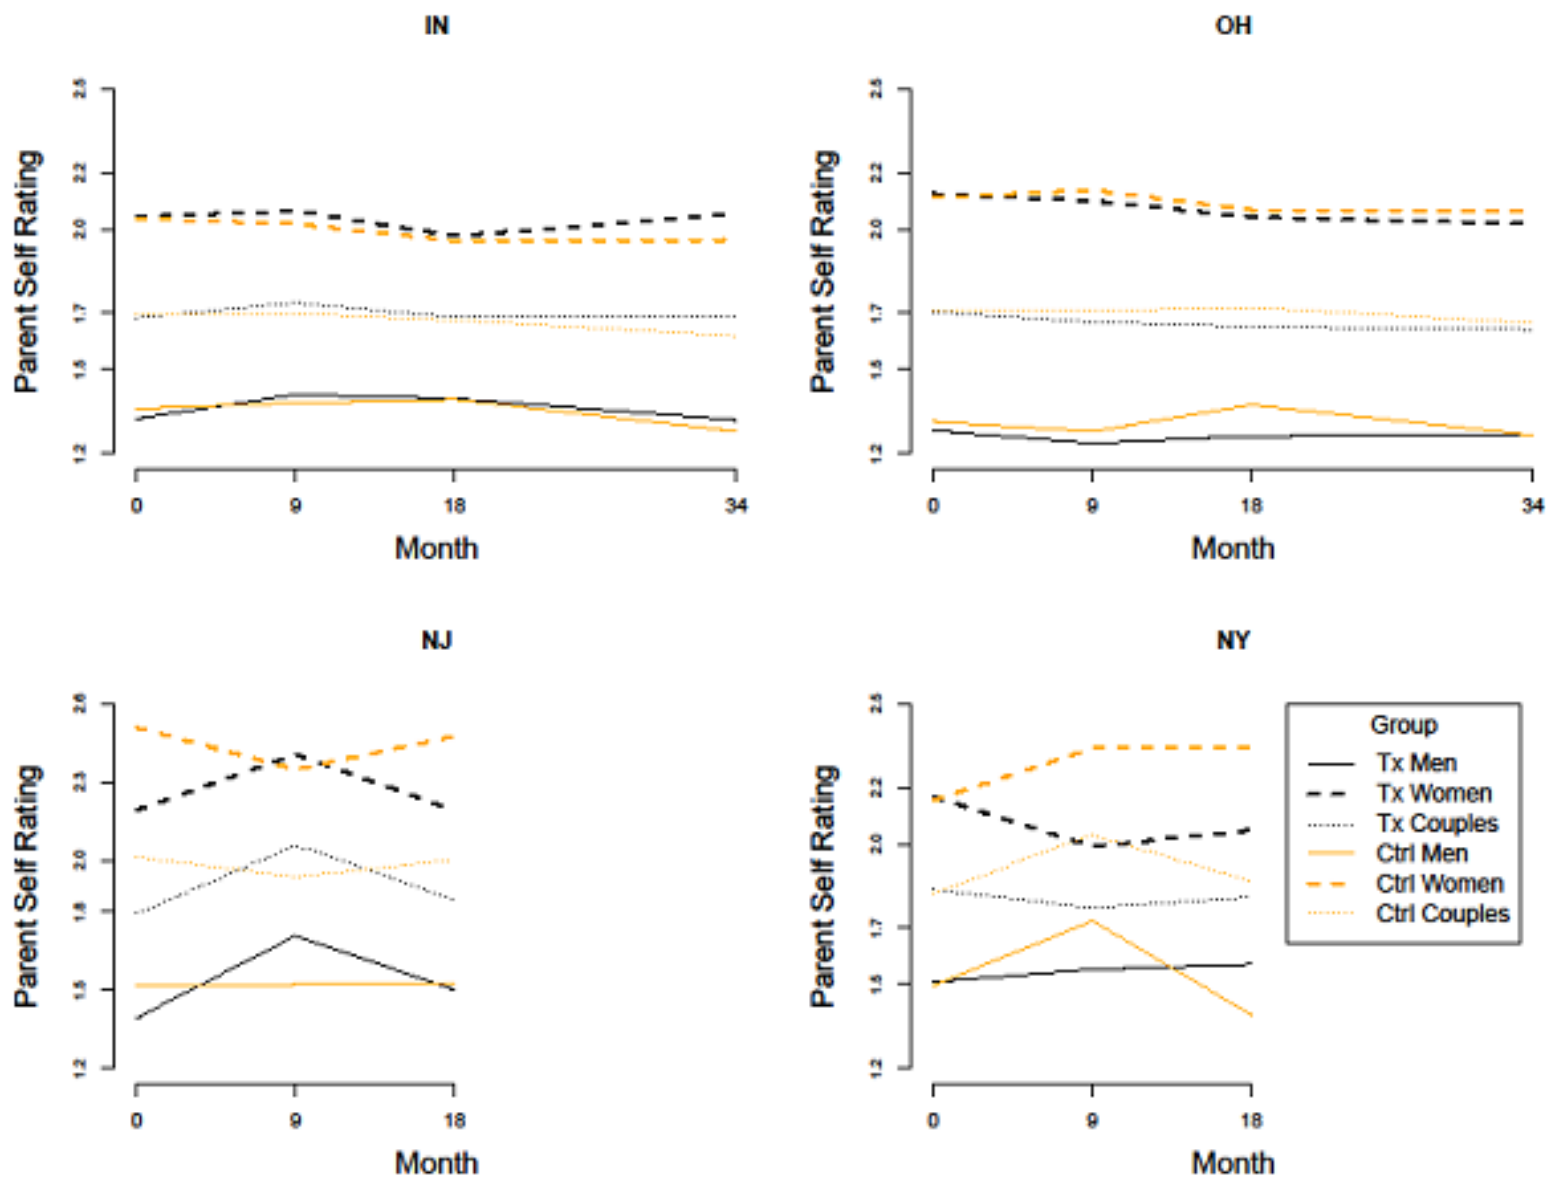 IN
2.5
2.2
2.0
1.7
1.5
1.2
Parent Self Rating
0 9 18 34
Month
OH
2.5
2.2
2.0
1.7
1.5
1.2
Parent Self Rating
0 9 18 34
Month
NJ
2.6
2.3
2.0
1.8
1.5
1.2
Parent Self Rating
0 9 18
Month
NY
2.5
2.2
2.0
1.7
1.5
1.2
Parent Self Rating
0 9 18
Month
Group
Tx Men
Tx Women
Tx Couples
Ctrl Men
Ctrl Women
Ctrl Couples